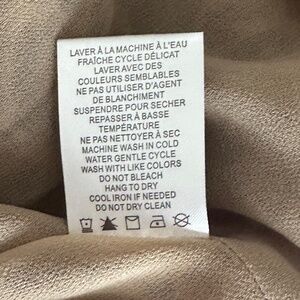 LAVER À LA MACHINE À L'EAU
FRAÎCHE CYCLE DÉLICAT
LAVER AVEC DES
COULEURS SEMBLABLES
NE PAS UTILISER D'AGENT
DE BLANCHIMENT
SUSPENDRE POUR SECHER
REPASSER À BASSE
TEMPÉRATURE
NE PAS NETTOYER À SEC
MACHINE WASH IN COLD
WATER GENTLE CYCLE
WASH WITH LIKE COLORS
DO NOT BLEACH
HANG TO DRY
COOL IRON IF NEEDED
DO NOT DRY CLEAN